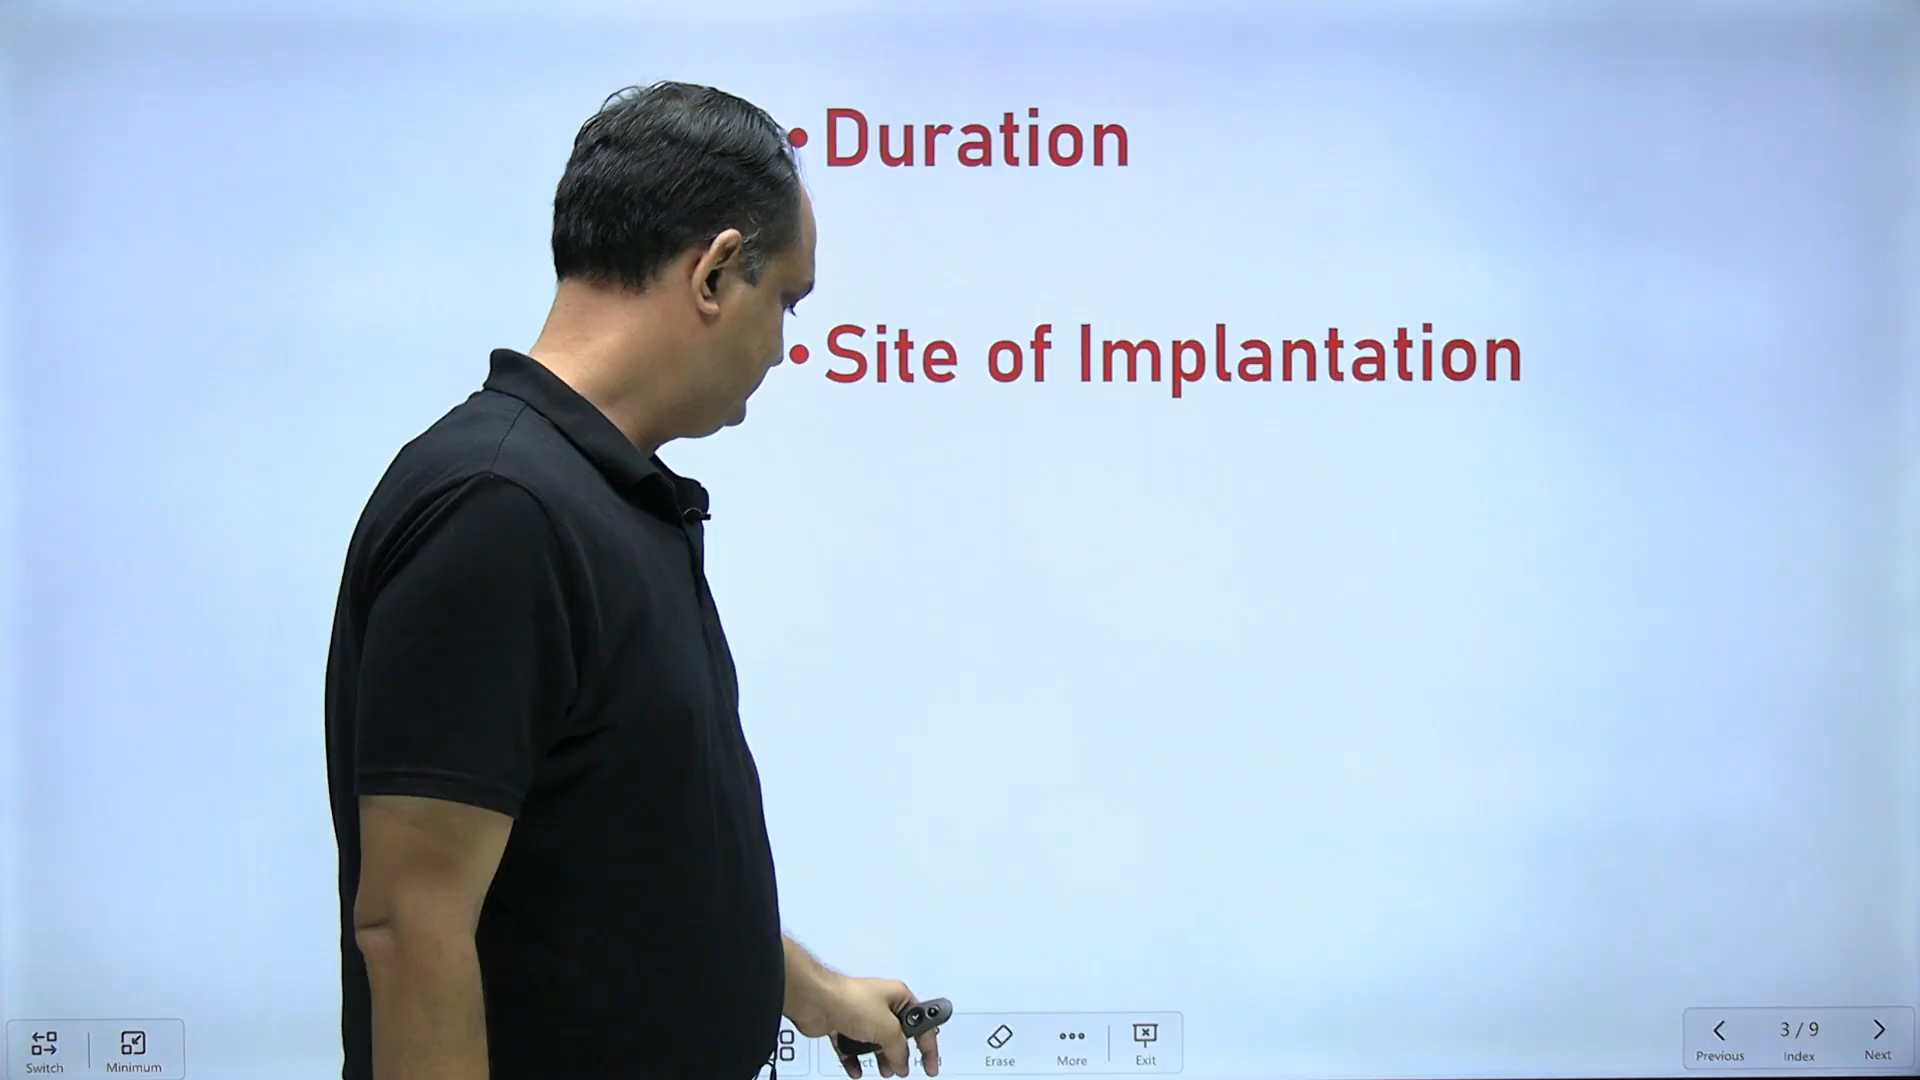 • Duration
• Site of Implantation
Switch
Minimum
Erase
More
Exit
Previous
3 / 9
Index
Next